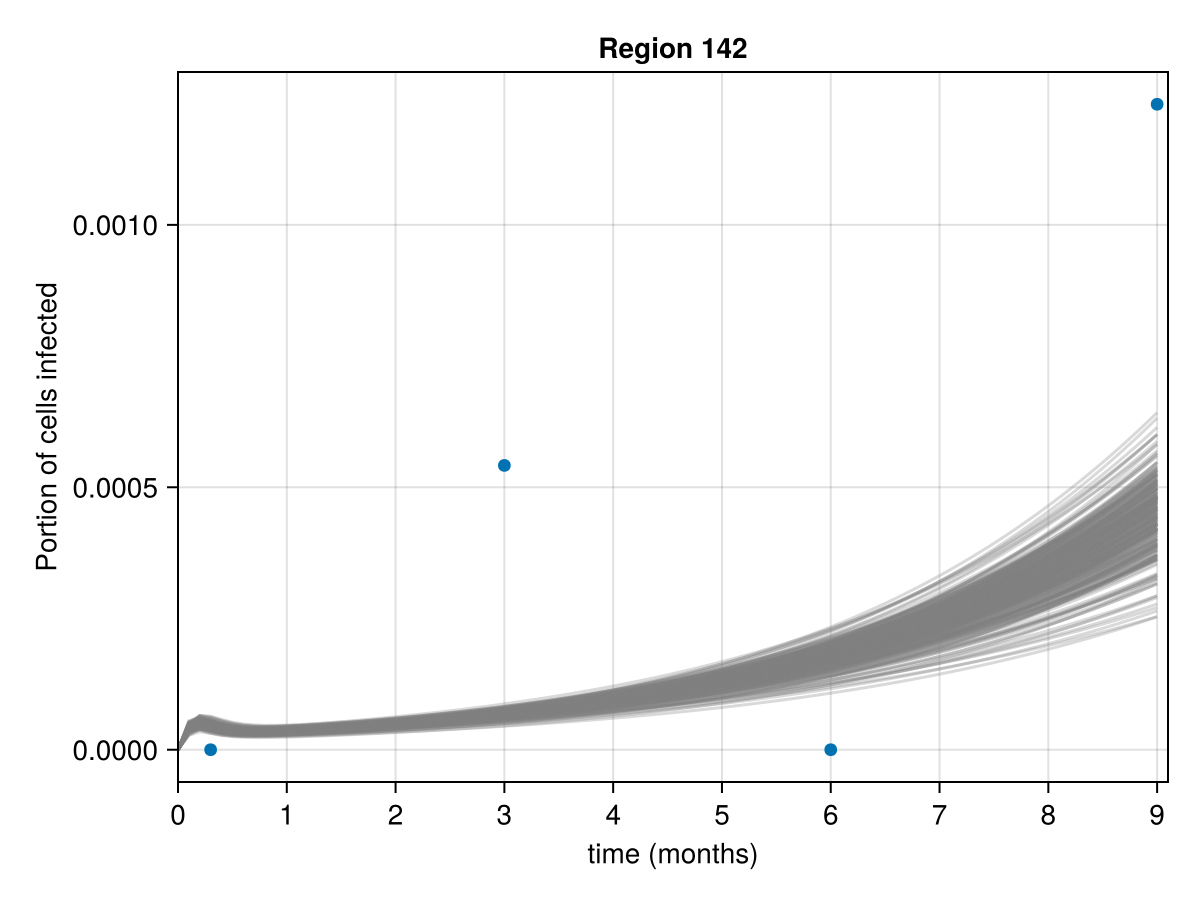 Region 142
Portion of cells infected
0.0010
0.0005
0.0000
0 1 2 3 4 5 6 7 8 9
time (months)